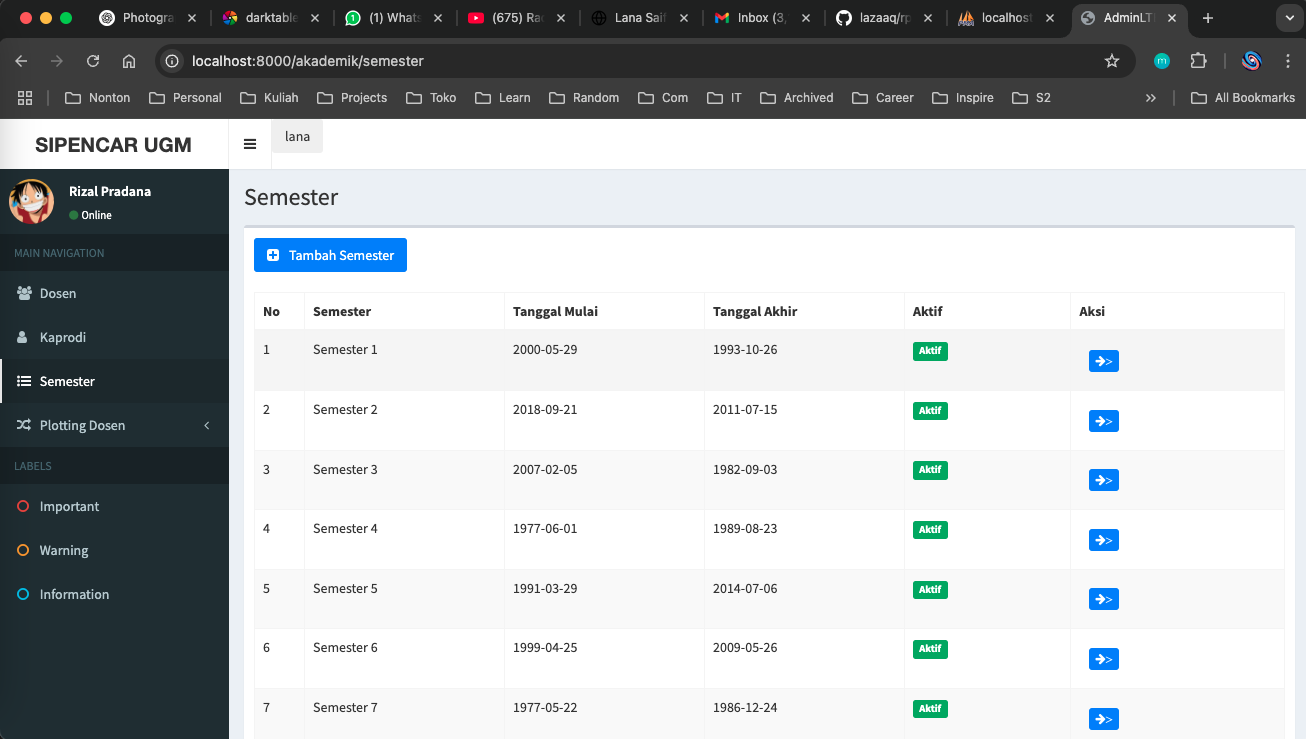 Photogra
darktable
(1) Whats
(675) Rac
Lana Saif
Inbox (3,
lazaaq/rp
localhost
AdminLTE
localhost:8000/akademik/semester
Nonton Personal Kuliah Projects Toko Learn Random Com IT Archived Career Inspire S2 » All Bookmarks
SIPENCAR UGM
lana
Rizal Pradana
Online
MAIN NAVIGATION
Dosen
Kaprodi
Semester
Plotting Dosen
LABELS
Important
Warning
Information
Semester
Tambah Semester
No Semester Tanggal Mulai Tanggal Akhir Aktif Aksi
1 Semester 1 2000-05-29 1993-10-26 Aktif >
2 Semester 2 2018-09-21 2011-07-15 Aktif >
3 Semester 3 2007-02-05 1982-09-03 Aktif >
4 Semester 4 1977-06-01 1989-08-23 Aktif >
5 Semester 5 1991-03-29 2014-07-06 Aktif >
6 Semester 6 1999-04-25 2009-05-26 Aktif >
7 Semester 7 1977-05-22 1986-12-24 Aktif >